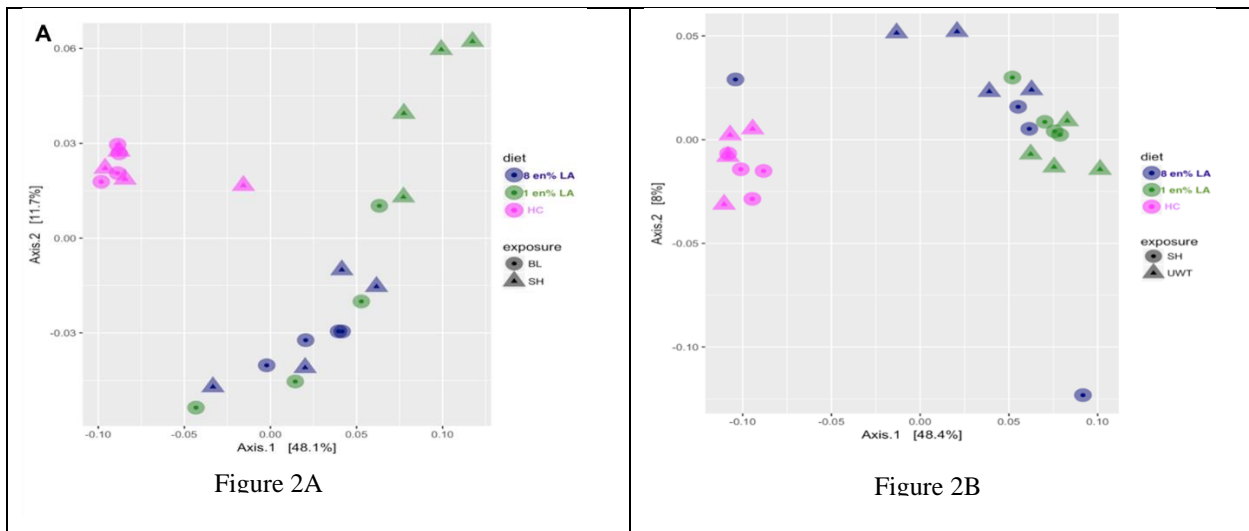 A
0.06
0.03
0.00
-0.03
Axis.2 [11.7%]
-0.10
-0.05
0.00
0.05
0.10
Axis.1 [48.1%]
diet
8 en% LA
1 en% LA
HC
exposure
BL
SH
Figure 2A
0.05
0.00
-0.05
-0.10
Axis.2 [8%]
-0.10
-0.05
0.00
0.05
0.10
Axis.1 [48.4%]
diet
8 en% LA
1 en% LA
HC
exposure
SH
UWT
Figure 2B